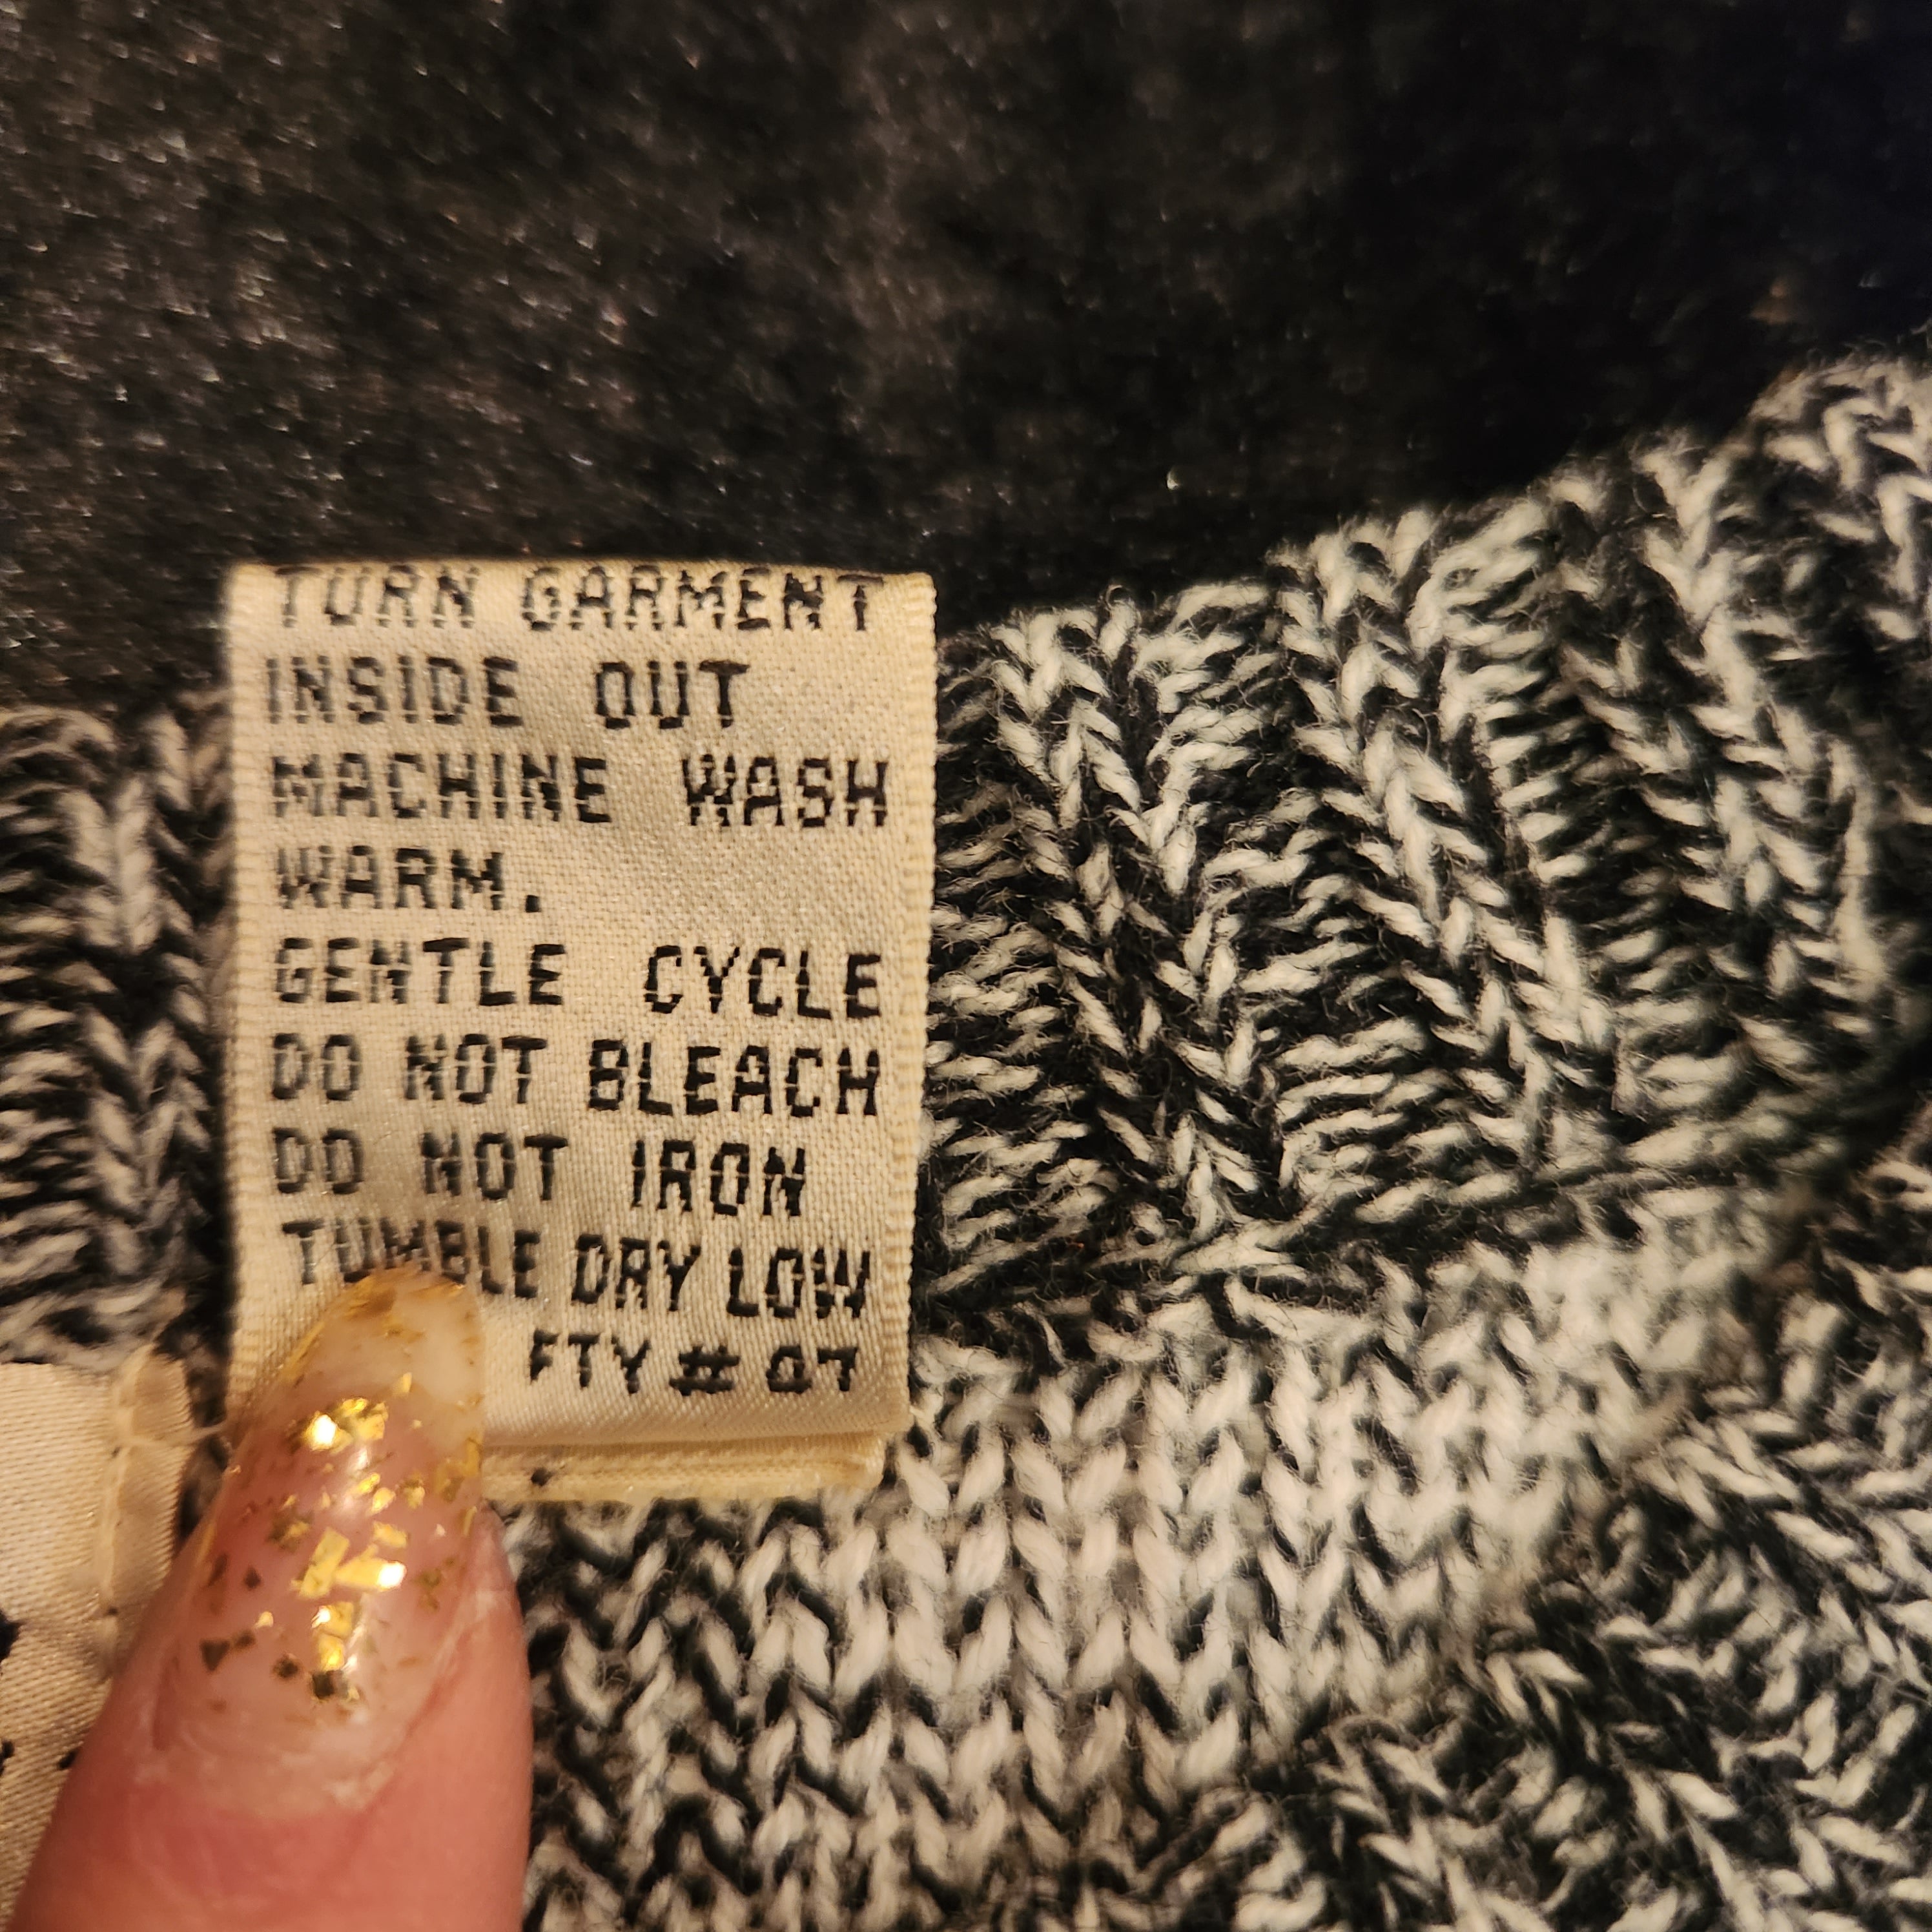 TURN GARMENT
INSIDE OUT
MACHINE WASH
WARM.
GENTLE CYCLE
DO NOT BLEACH
DO NOT IRON
TUMBLE DRY LOW
FTY # 07